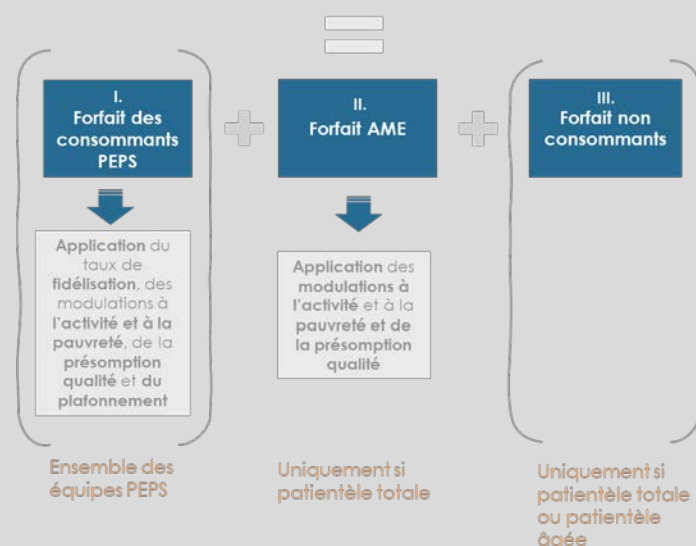 =
I.
Forfait des
consommants
PEPS
+
II.
Forfait AME
+
III.
Forfait non
consommants
Application du
taux de
fidélisation, des
modulations à
l'activité et à la
pauvreté, de la
présomption
qualité et du
plafonnement
Application des
modulations à
l'activité et à la
pauvreté et de
la présomption
qualité
Ensemble des
équipes PEPS
Uniquement si
patientèle totale
Uniquement si
patientèle totale
ou patientèle
âgée